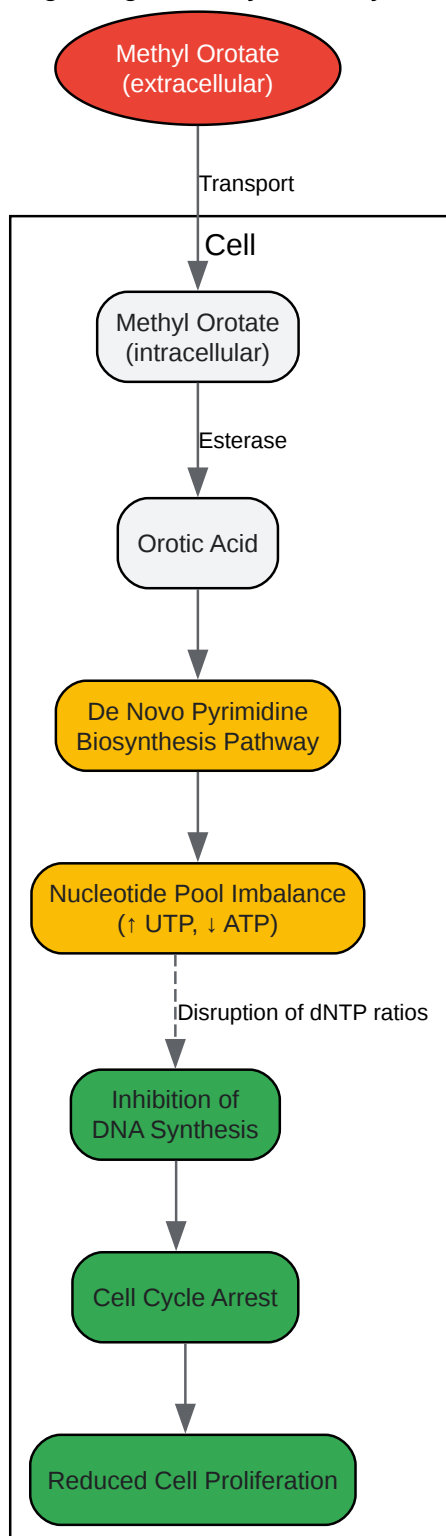 Methyl Orotate
(extracellular)
Transport
Cell
Methyl Orotate
(intracellular)
Esterase
Orotic Acid
De Novo Pyrimidine
Biosynthesis Pathway
Nucleotide Pool Imbalance
(↑ UTP, ↓ ATP)
Disruption of dNTP ratios
Inhibition of
DNA Synthesis
Cell Cycle Arrest
Reduced Cell Proliferation